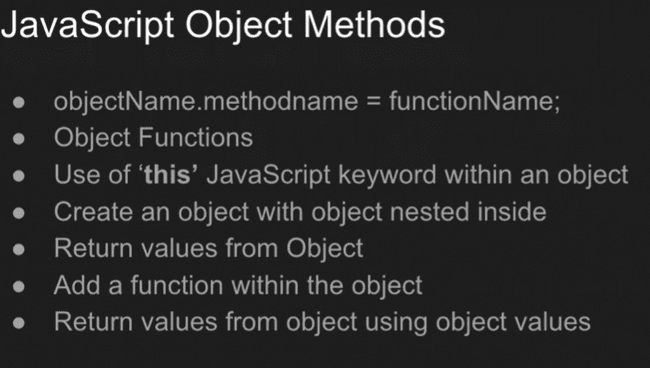 JavaScript Object Methods
● objectName.methodname = functionName;
● Object Functions
● Use of ‘this’ JavaScript keyword within an object
● Create an object with object nested inside
● Return values from Object
● Add a function within the object
● Return values from object using object values